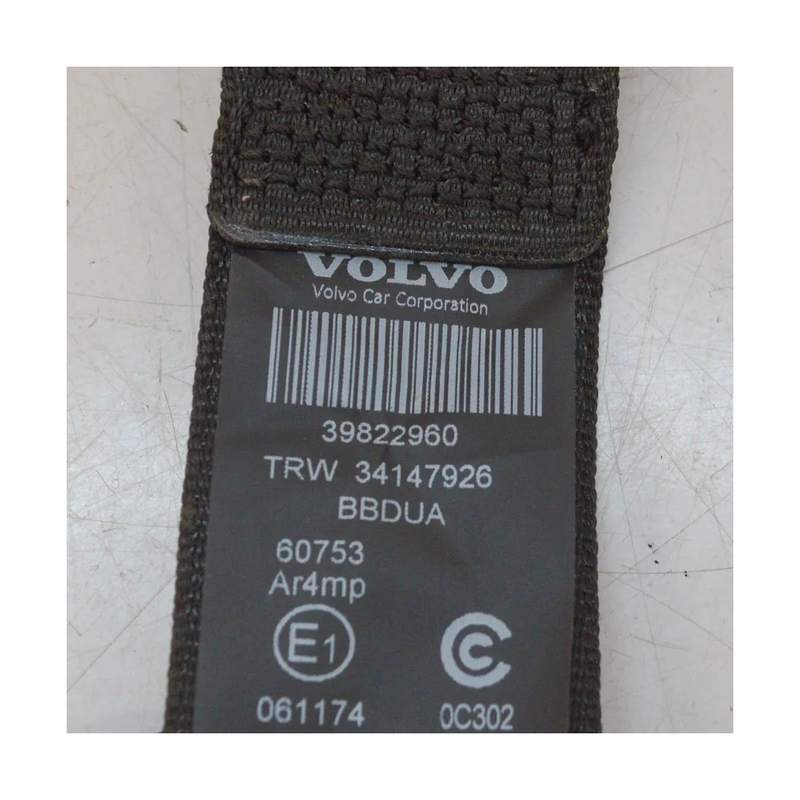 VOLVO
Volvo Car Corporation
39822960
TRW 34147926
BBDUA
60753
Ar4mp
E1
C C
061174 0C302